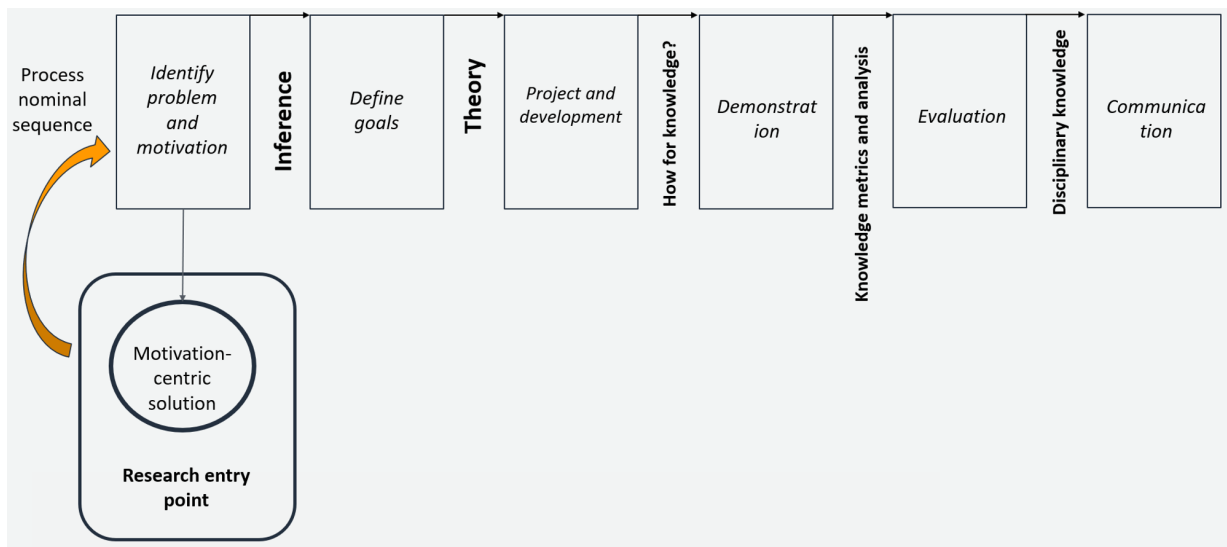 Process
nominal
sequence
Identify
problem
and
motivation
Inference
Define
goals
Theory
Project and
development
How for knowledge?
Demonstrat
ion
Knowledge metrics and analysis
Evaluation
Disciplinary knowledge
Communica
tion
Motivation-
centric
solution
Research entry
point